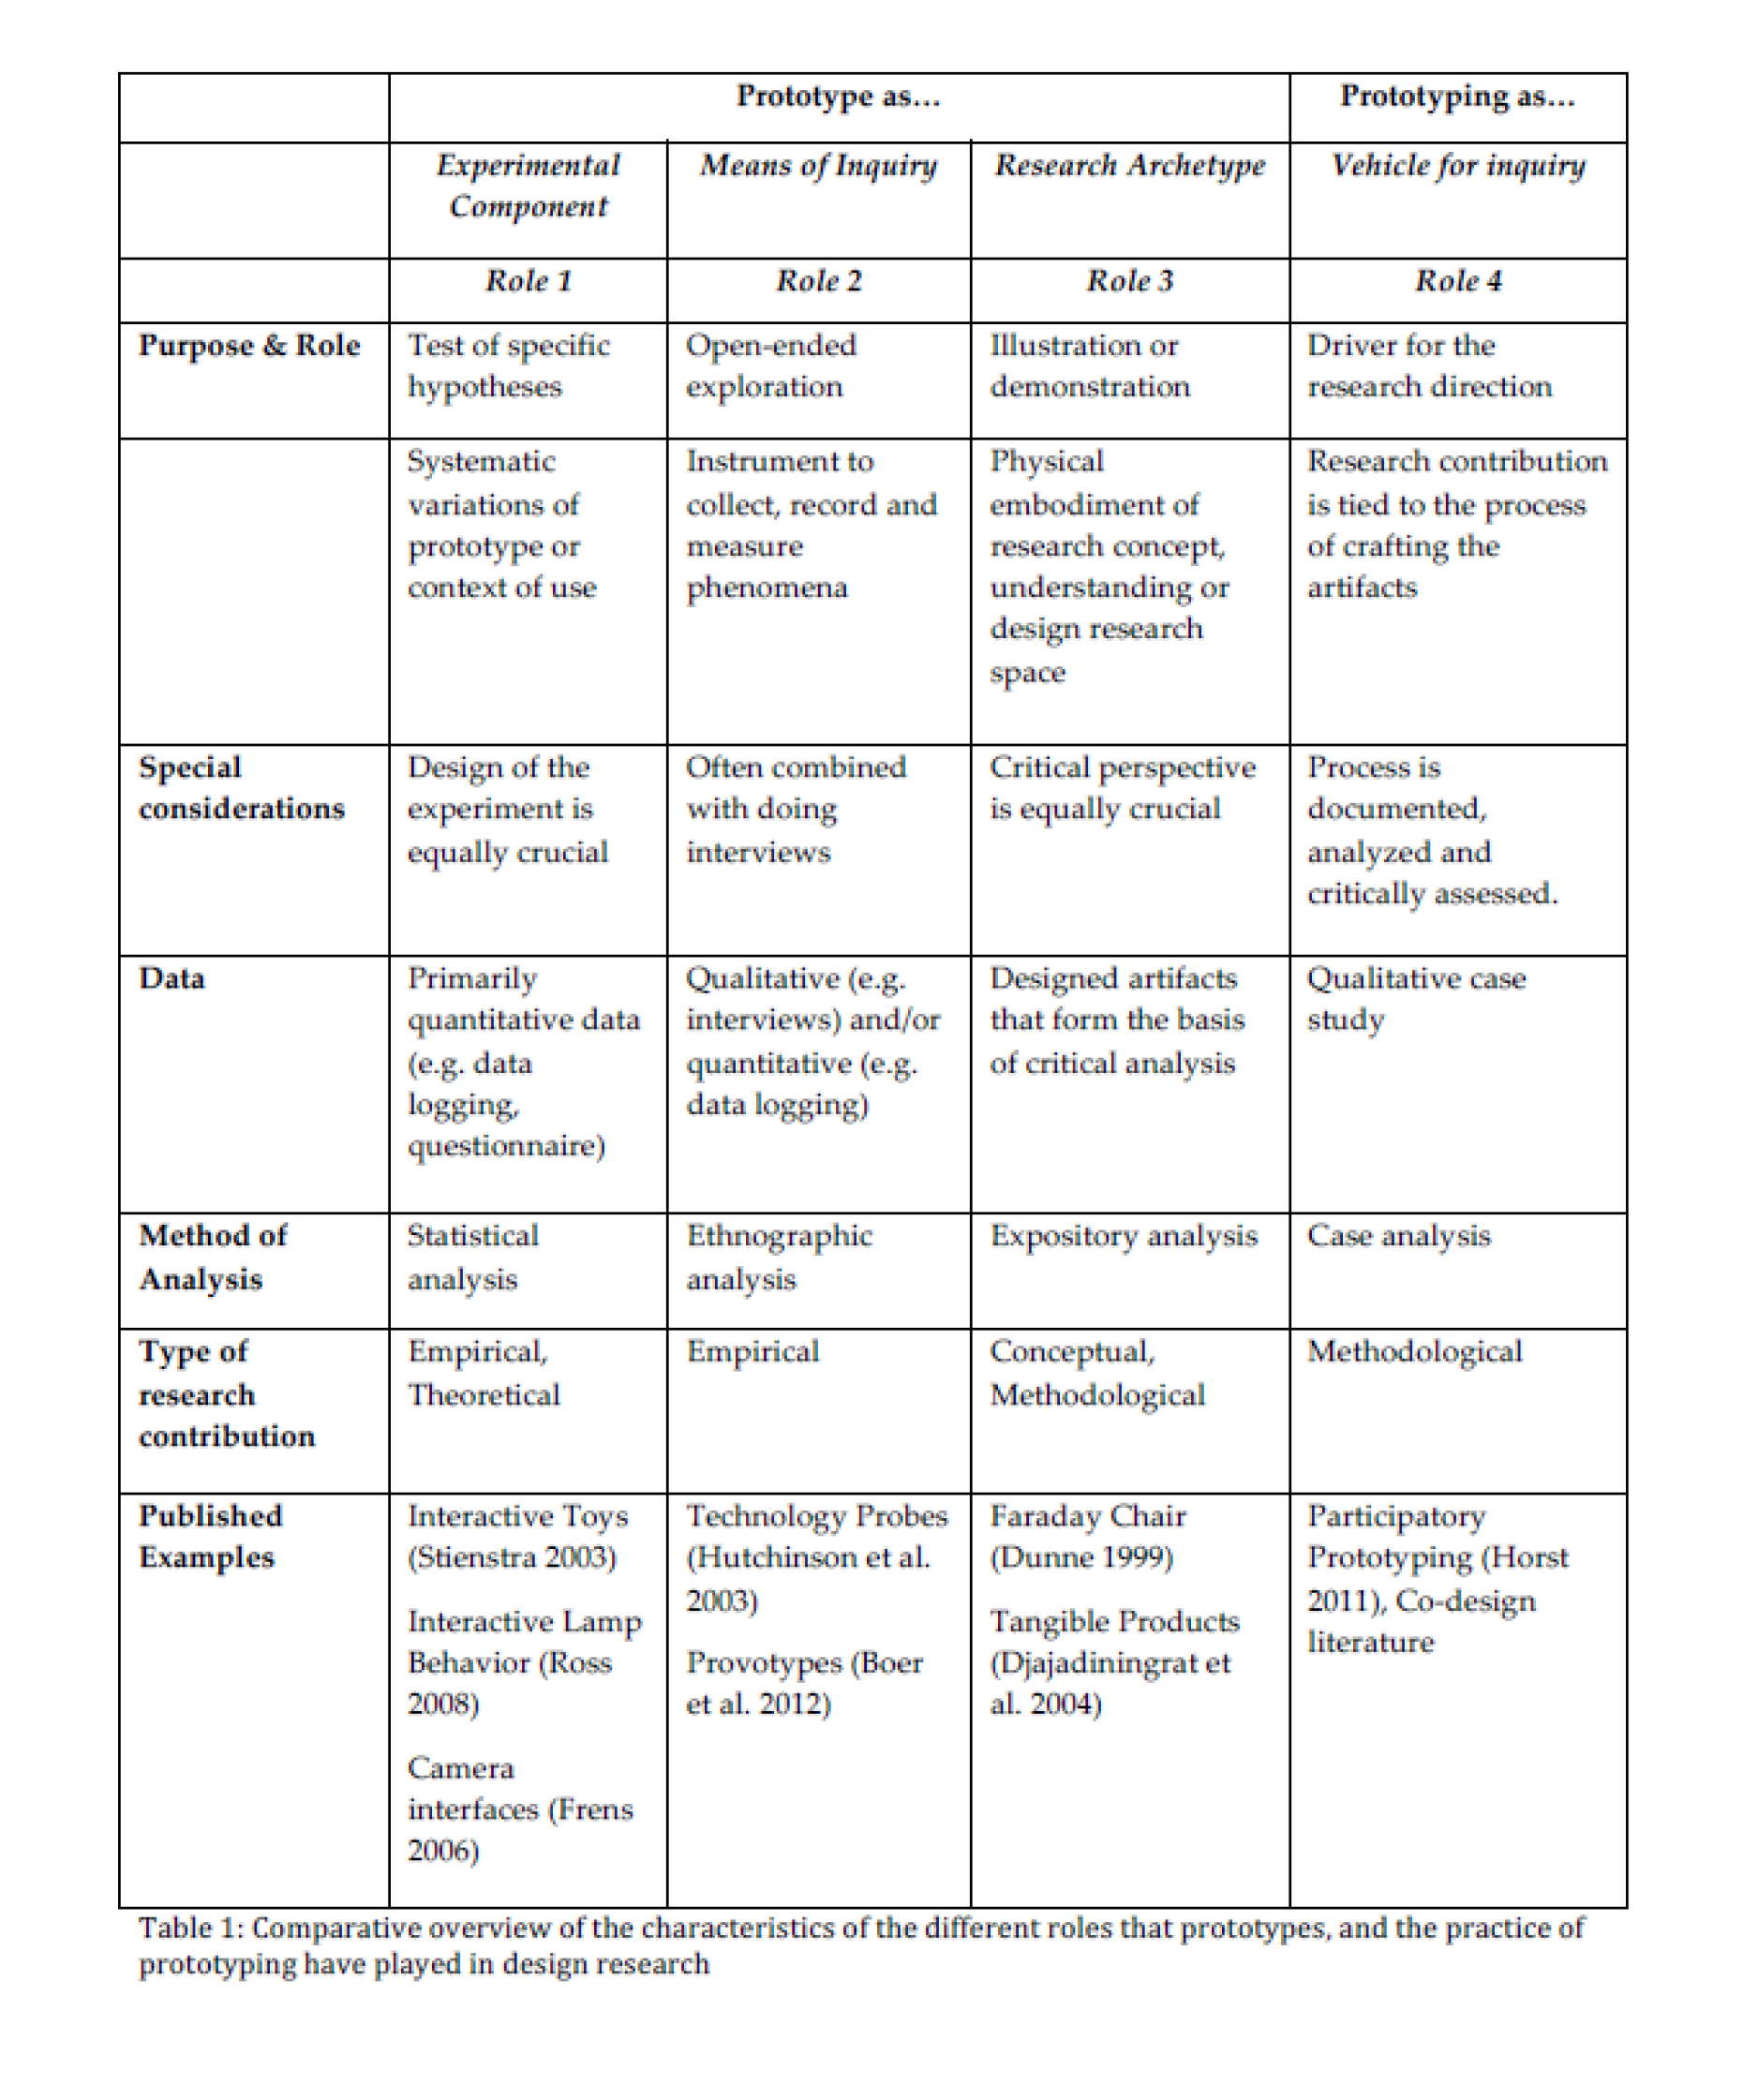 Prototype as...
Prototyping as...
Experimental
Component
Means of Inquiry
Research Archetype
Vehicle for inquiry
Role 1
Role 2
Role 3
Role 4
Purpose & Role
Test of specific
hypotheses
Open-ended
exploration
Illustration or
demonstration
Driver for the
research direction
Systematic
variations of
prototype or
context of use
Instrument to
collect, record and
measure
phenomena
Physical
embodiment of
research concept,
understanding or
design research
space
Research contribution
is tied to the process
of crafting the
artifacts
Special
considerations
Design of the
experiment is
equally crucial
Often combined
with doing
interviews
Critical perspective
is equally crucial
Process is
documented,
analyzed and
critically assessed.
Data
Primarily
quantitative data
(e.g. data
logging,
questionnaire)
Qualitative (e.g.
interviews) and/or
quantitative (e.g.
data logging)
Designed artifacts
that form the basis
of critical analysis
Qualitative case
study
Method of
Analysis
Statistical
analysis
Ethnographic
analysis
Expository analysis
Case analysis
Type of
research
contribution
Empirical,
Theoretical
Empirical
Conceptual,
Methodological
Methodological
Published
Examples
Interactive Toys
(Stienstra 2003)
Interactive Lamp
Behavior (Ross
2008)
Camera
interfaces (Frens
2006)
Technology Probes
(Hutchinson et al.
2003)
Provotypes (Boer
et al. 2012)
Faraday Chair
(Dunne 1999)
Tangible Products
(Djajadiningrat et
al. 2004)
Participatory
Prototyping (Horst
2011), Co-design
literature
Table 1: Comparative overview of the characteristics of the different roles that prototypes, and the practice of
prototyping have played in design research